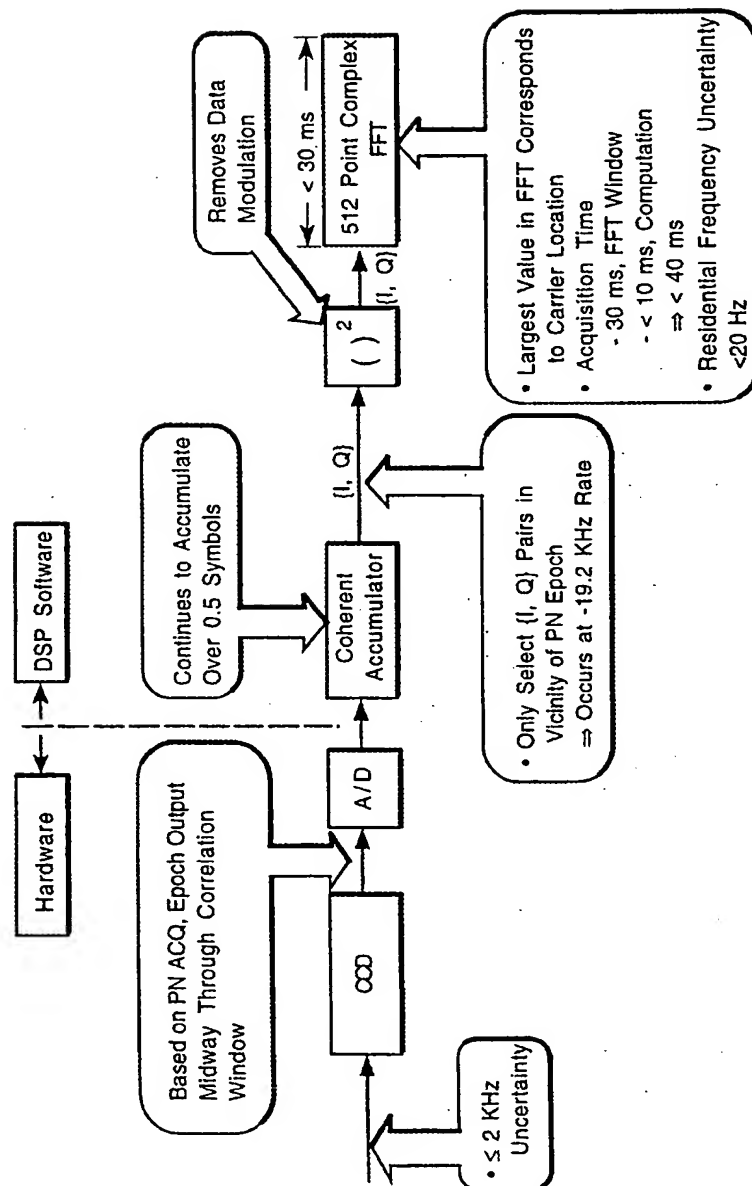 Hardware
DSP Software
Based on PN ACQ, Epoch Output
Midway Through Correlation
Window
Continues to Accumulate
Over 0.5 Symbols
Removes Data
Modulation
CCD
A/D
Coherent
Accumulator
{I, Q}
( )²
{I, Q}
< 30 ms
512 Point Complex
FFT
• ≤ 2 KHz
Uncertainty
• Only Select {I, Q} Pairs in
Vicinity of PN Epoch
⇒ Occurs at -19.2 KHz Rate
• Largest Value in FFT Corresponds
to Carrier Location
• Acquisition Time
- 30 ms, FFT Window
- < 10 ms, Computation
⇒ < 40 ms
• Residential Frequency Uncertainty
<20 Hz